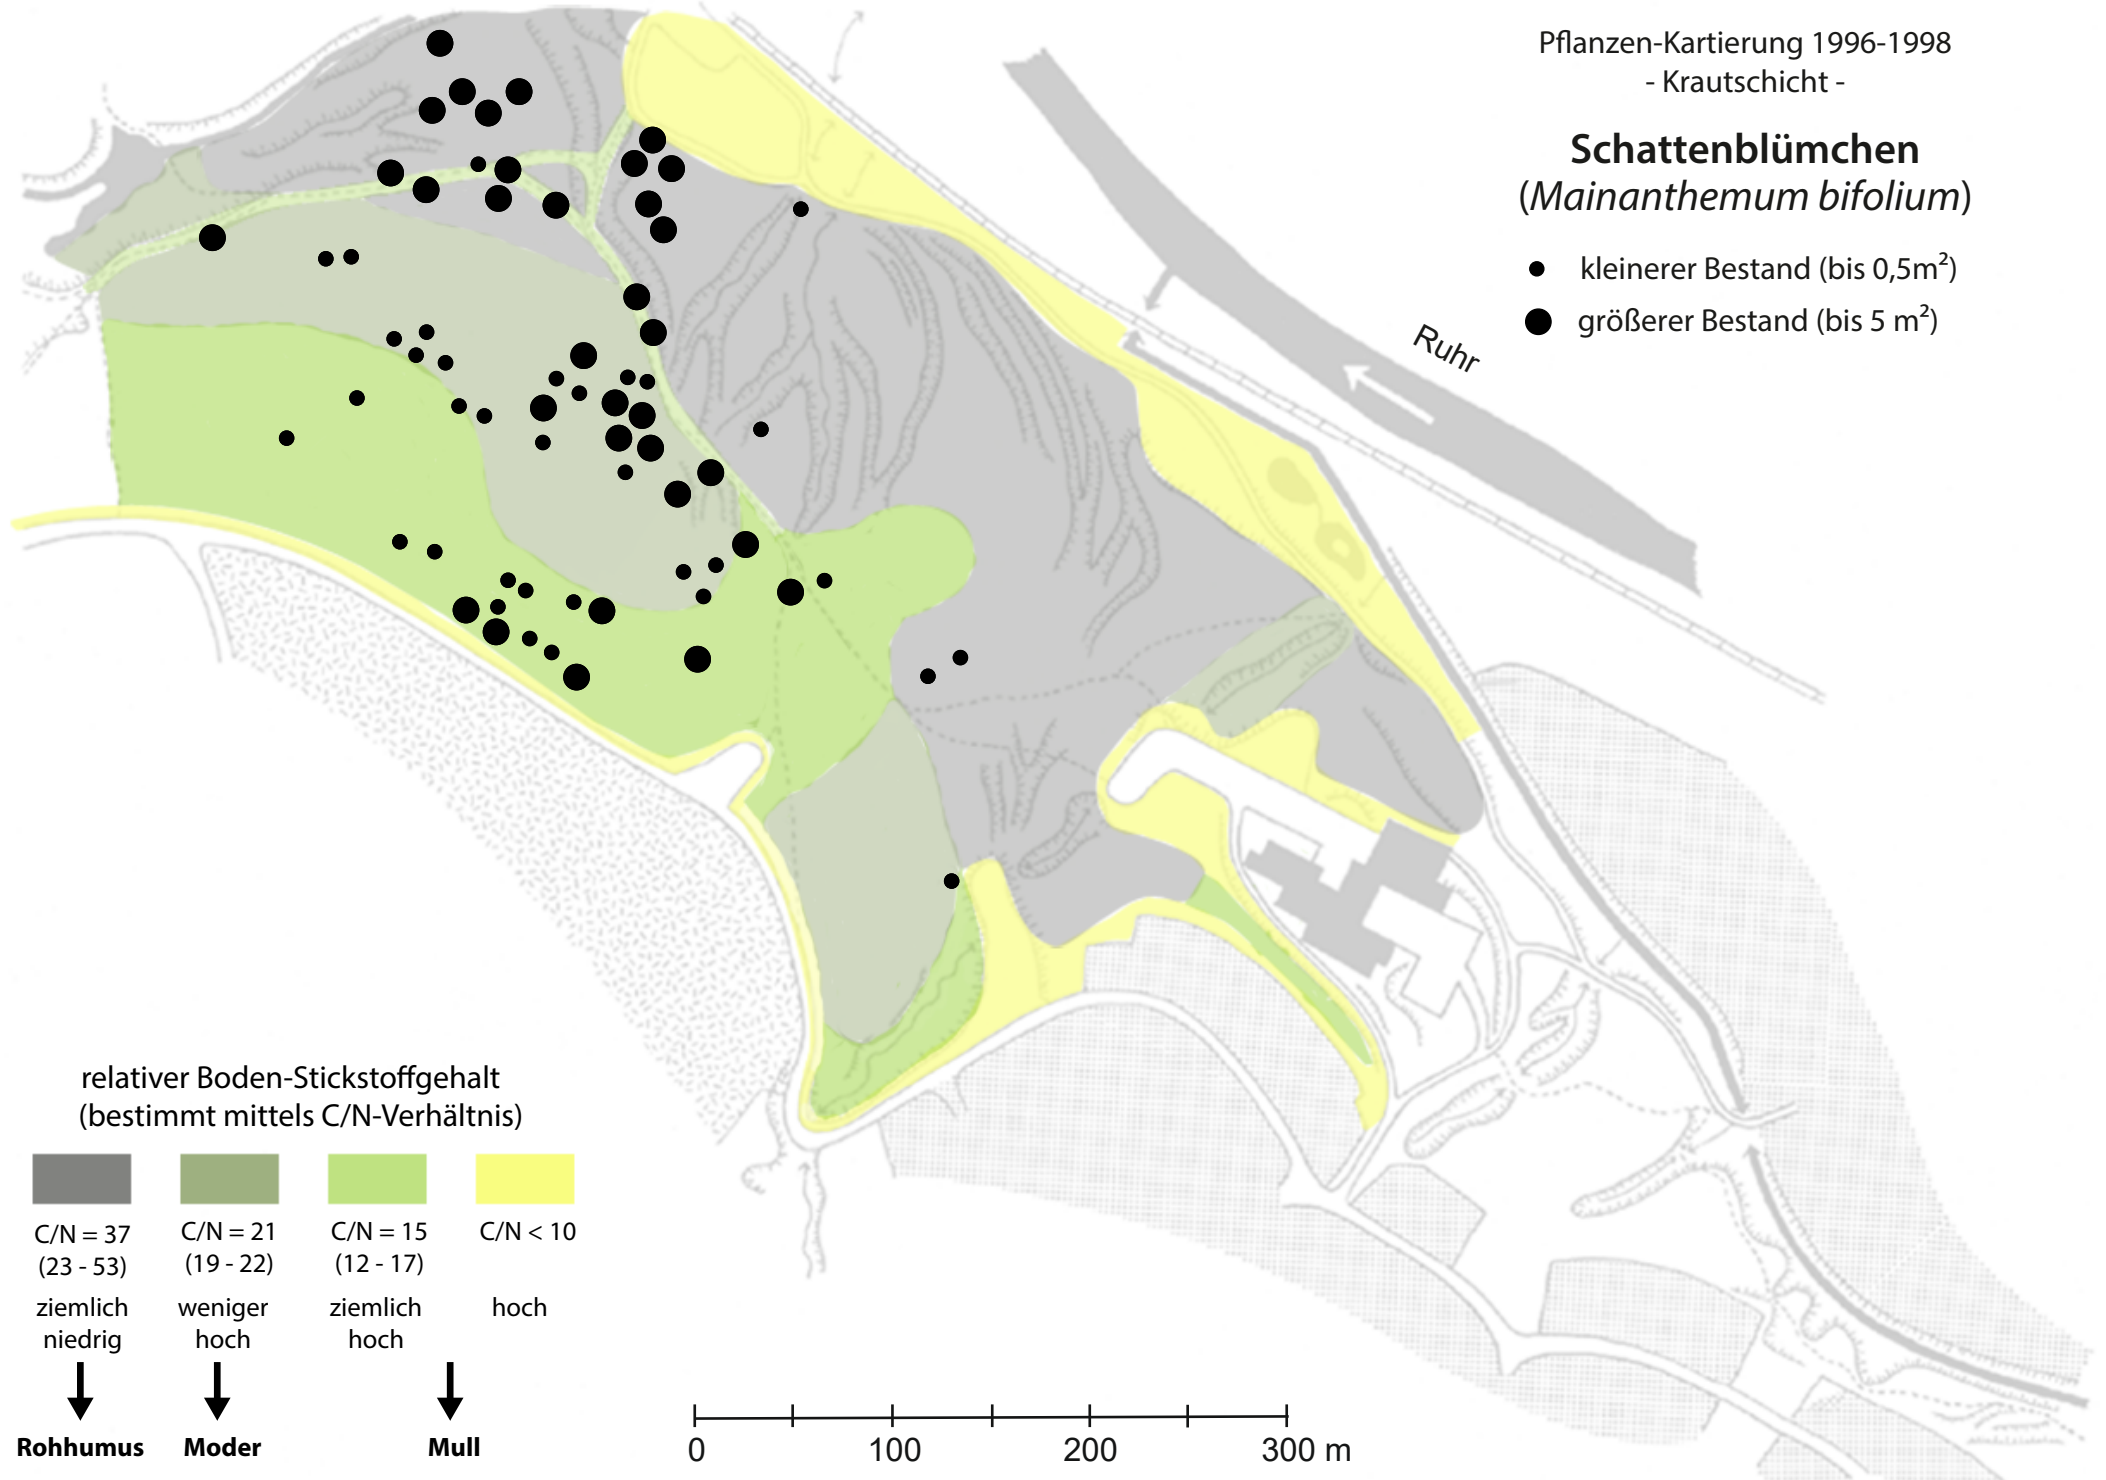 Pflanzen-Kartierung 1996-1998
- Krautschicht -
Schattenblümchen
(Mainanthemum bifolium)
kleinerer Bestand (bis 0,5m²)
größerer Bestand (bis 5 m²)
Ruhr
relativer Boden-Stickstoffgehalt
(bestimmt mittels C/N-Verhältnis)
C/N = 37 C/N = 21 C/N = 15 C/N < 10
(23 - 53) (19 - 22) (12 - 17)
ziemlich weniger ziemlich hoch
niedrig hoch hoch
Rohhumus Moder Mull
0 100 200 300 m